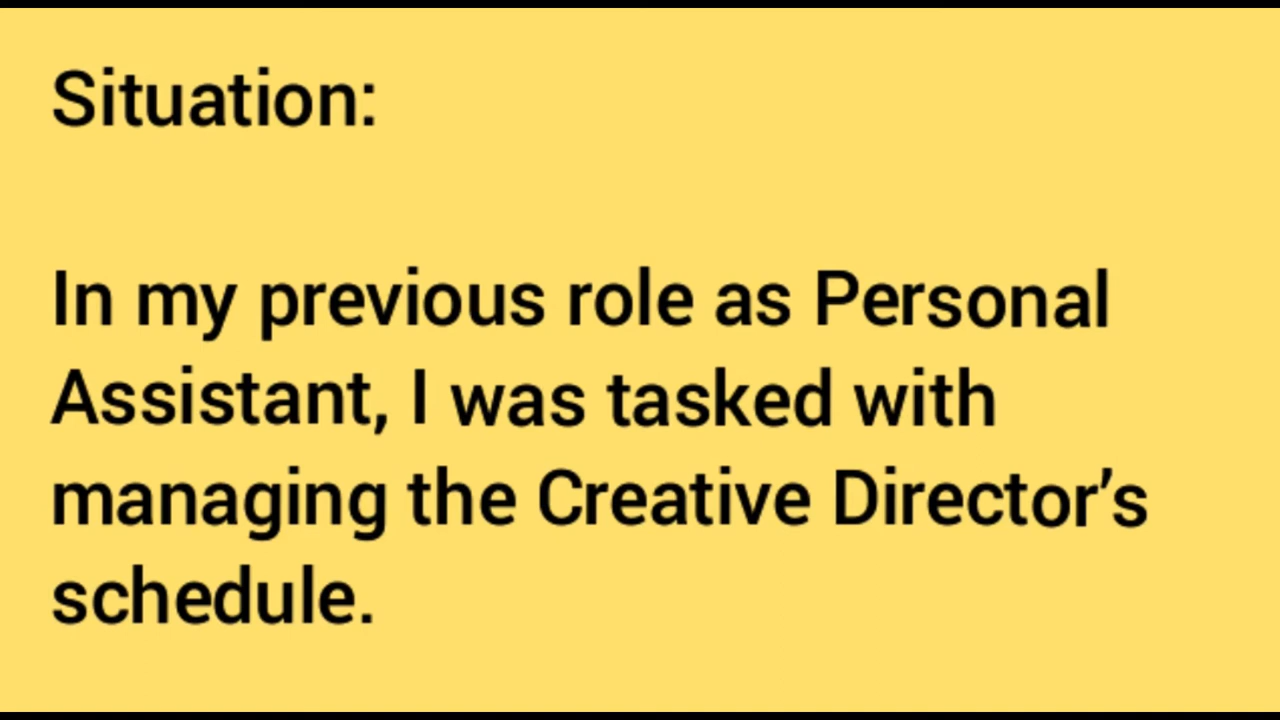 Situation:
In my previous role as Personal
Assistant, I was tasked with
managing the Creative Director’s
schedule.